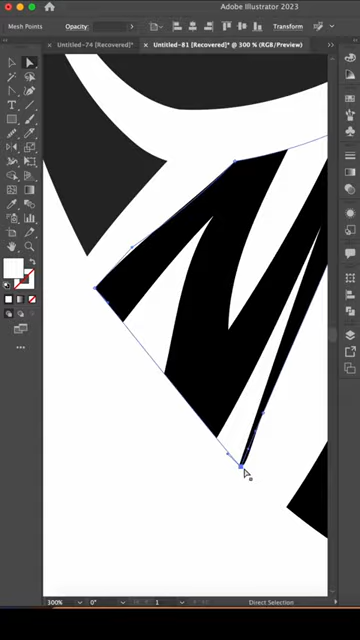 Adobe Illustrator 2023
Mesh Points
Opacity:
Transform
Untitled-74 [Recovered]*
× Untitled-81 [Recovered]* @ 300 % (RGB/Preview)
300%
0°
1
Direct Selection